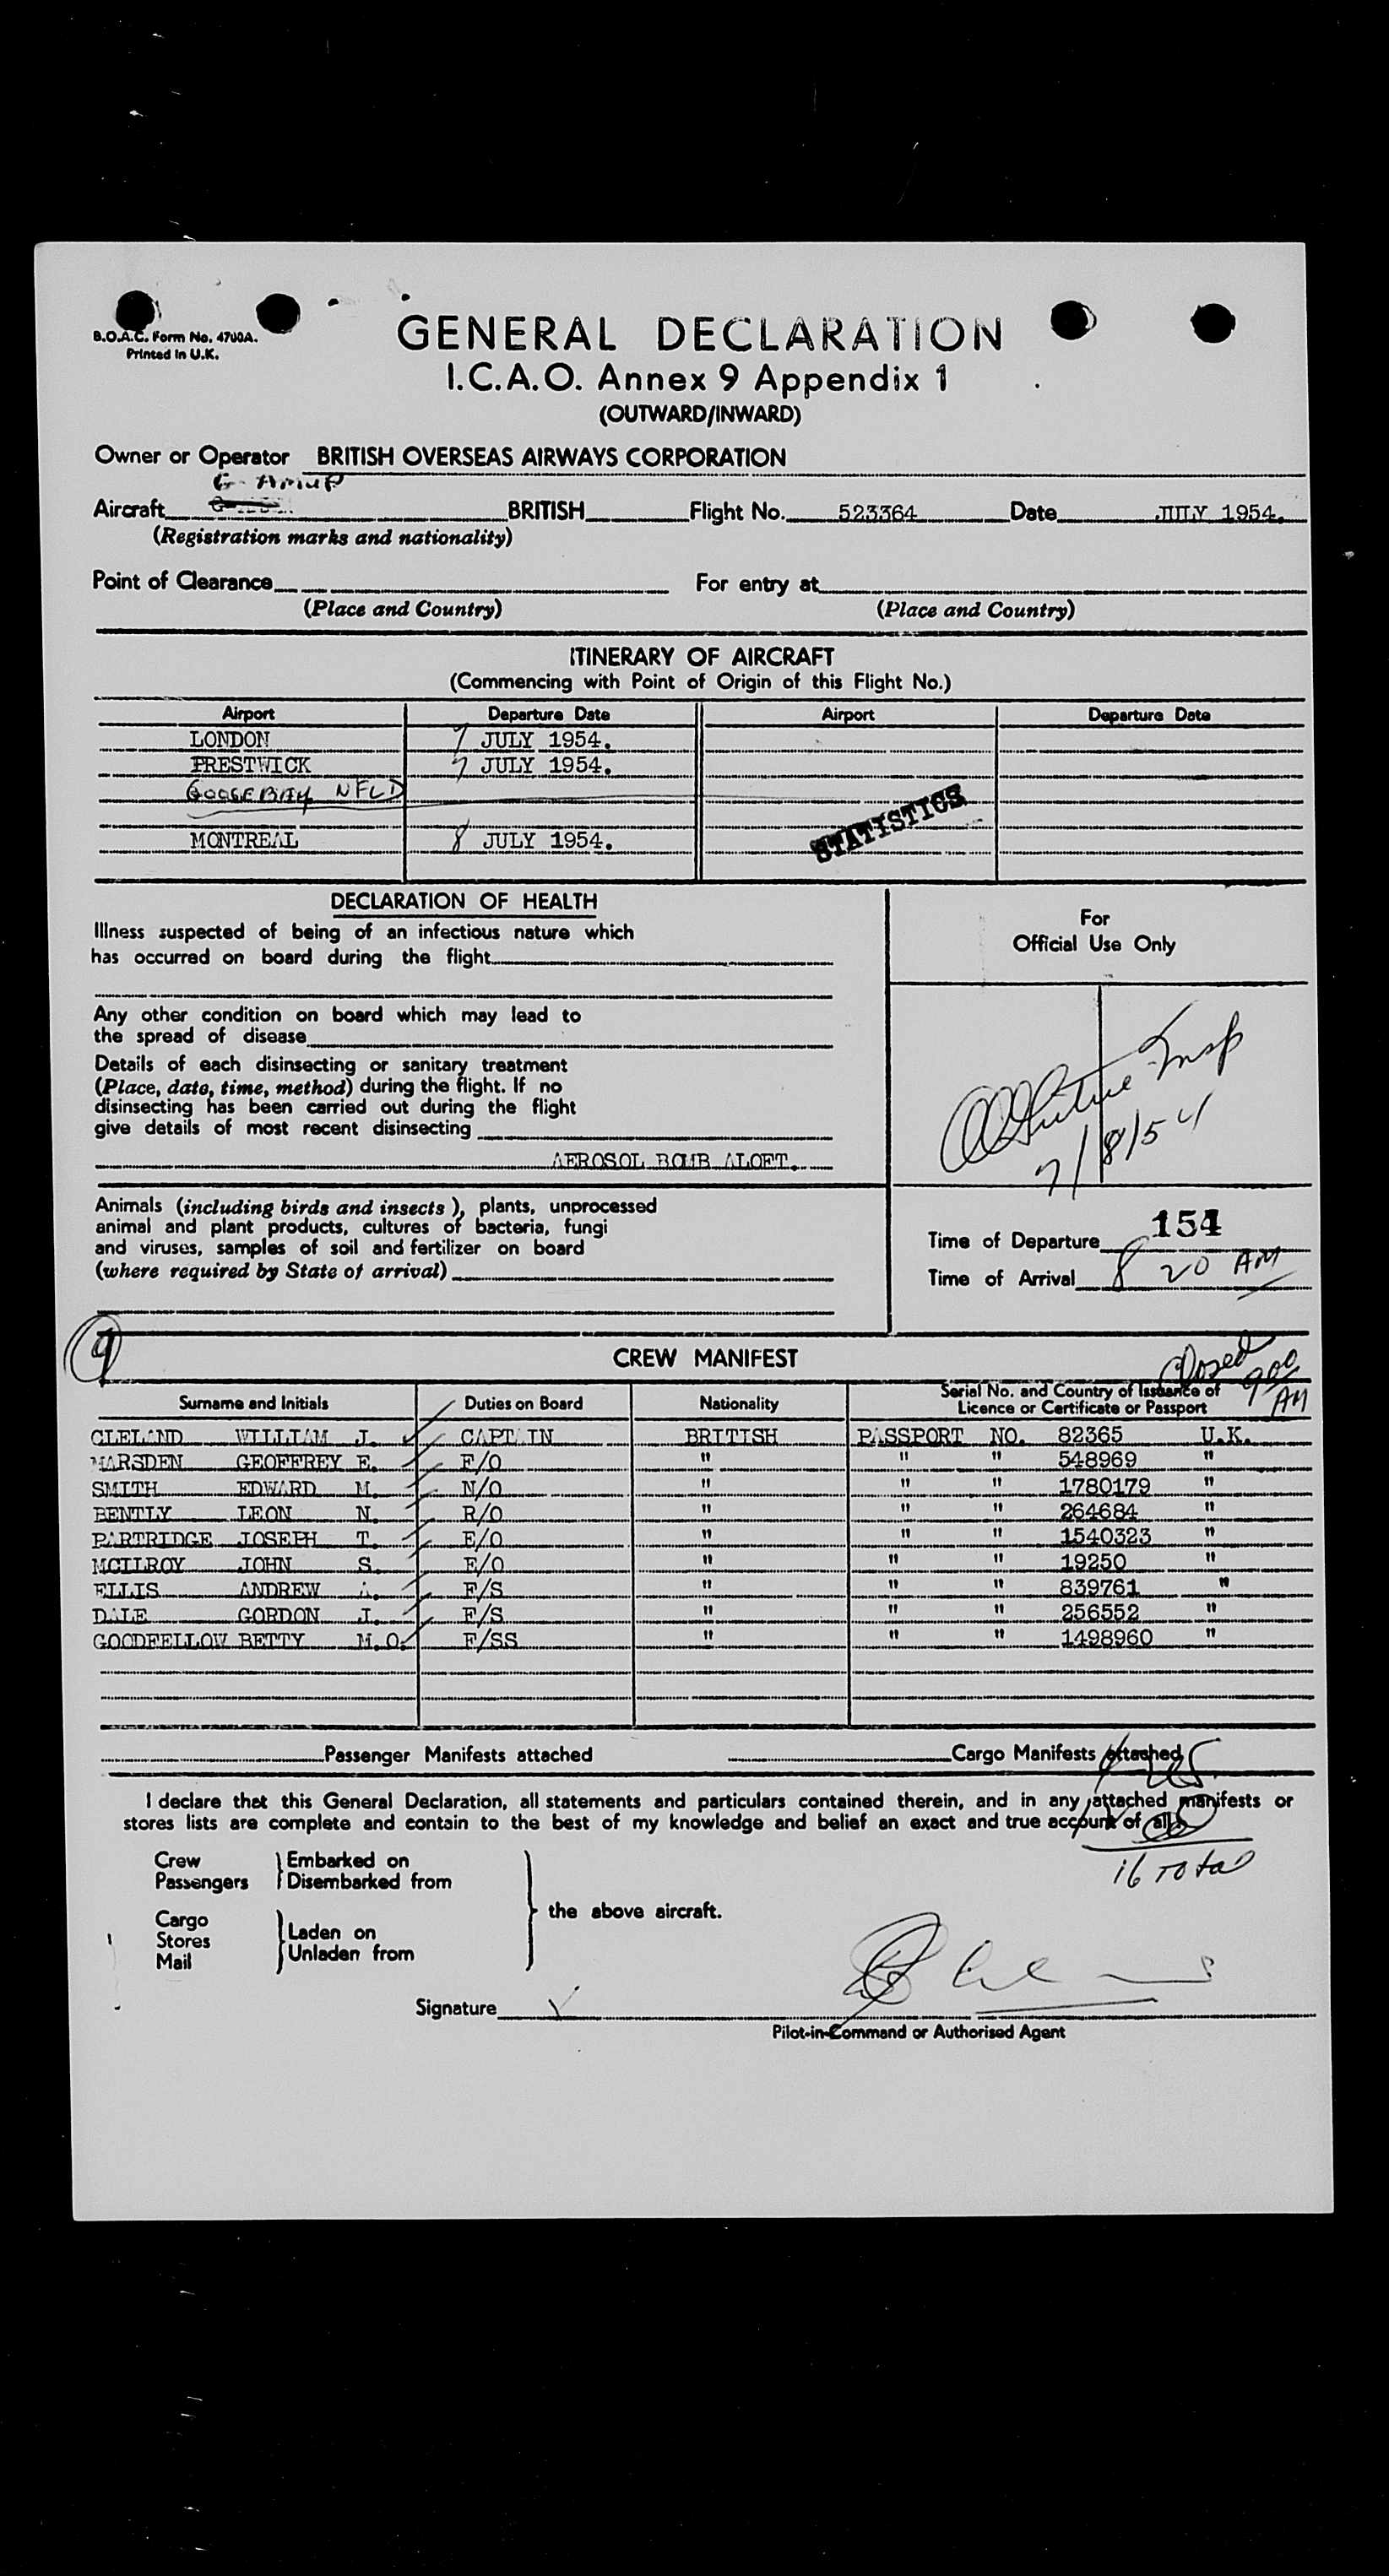 B.O.A.C. Form No. 4700A.
Printed in U.K.
GENERAL DECLARATION
I.C.A.O. Annex 9 Appendix 1
(OUTWARD/INWARD)
Owner or Operator BRITISH OVERSEAS AIRWAYS CORPORATION
Aircraft BRITISH Flight No. 523364 Date JULY 1954.
(Registration marks and nationality)
Point of Clearance For entry at
(Place and Country) (Place and Country)
ITINERARY OF AIRCRAFT
(Commencing with Point of Origin of this Flight No.)
Airport Departure Date Airport Departure Date
LONDON 7 JULY 1954.
PRESTWICK 7 JULY 1954.
GOOSEBAY NFLD
STATISTICS
MONTREAL 8 JULY 1954.
DECLARATION OF HEALTH
Illness suspected of being of an infectious nature which
has occurred on board during the flight
For
Official Use Only
Any other condition on board which may lead to
the spread of disease
Details of each disinsecting or sanitary treatment
(Place, date, time, method) during the flight. If no
disinsecting has been carried out during the flight
give details of most recent disinsecting
AEROSOL BOMB ALOFT.
Insp
7/8/54
Animals (including birds and insects), plants, unprocessed
animal and plant products, cultures of bacteria, fungi
and viruses, samples of soil and fertilizer on board
(where required by State of arrival)
154
Time of Departure
Time of Arrival 8 20 AM
9
CREW MANIFEST
Closed
900
AM
Surname and Initials Duties on Board Nationality Serial No. and Country of Issuance of
Licence or Certificate or Passport
CLELAND WILLIAM J. CAPTAIN BRITISH PASSPORT NO. 82365 U.K.
MARSDEN GEOFFREY E. F/O " " " 548969 "
SMITH EDWARD M. N/O " " " 1780179 "
BENTLY LEON N. R/O " " " 264684 "
PARTRIDGE JOSEPH T. E/O " " " 1540323 "
MCILROY JOHN S. E/O " " " 19250 "
ELLIS ANDREW A. F/S " " " 839761 "
DALE GORDON J. F/S " " " 256552 "
GOODFELLOW BETTY M.O. F/SS " " " 1498960 "
Passenger Manifests attached Cargo Manifests attached
I declare that this General Declaration, all statements and particulars contained therein, and in any attached manifests or
stores lists are complete and contain to the best of my knowledge and belief an exact and true account of all
16 Total
Crew
Passengers
Embarked on
Disembarked from
Cargo
Stores
Mail
Laden on
Unladen from
the above aircraft.
Signature
Pilot-in-Command or Authorised Agent